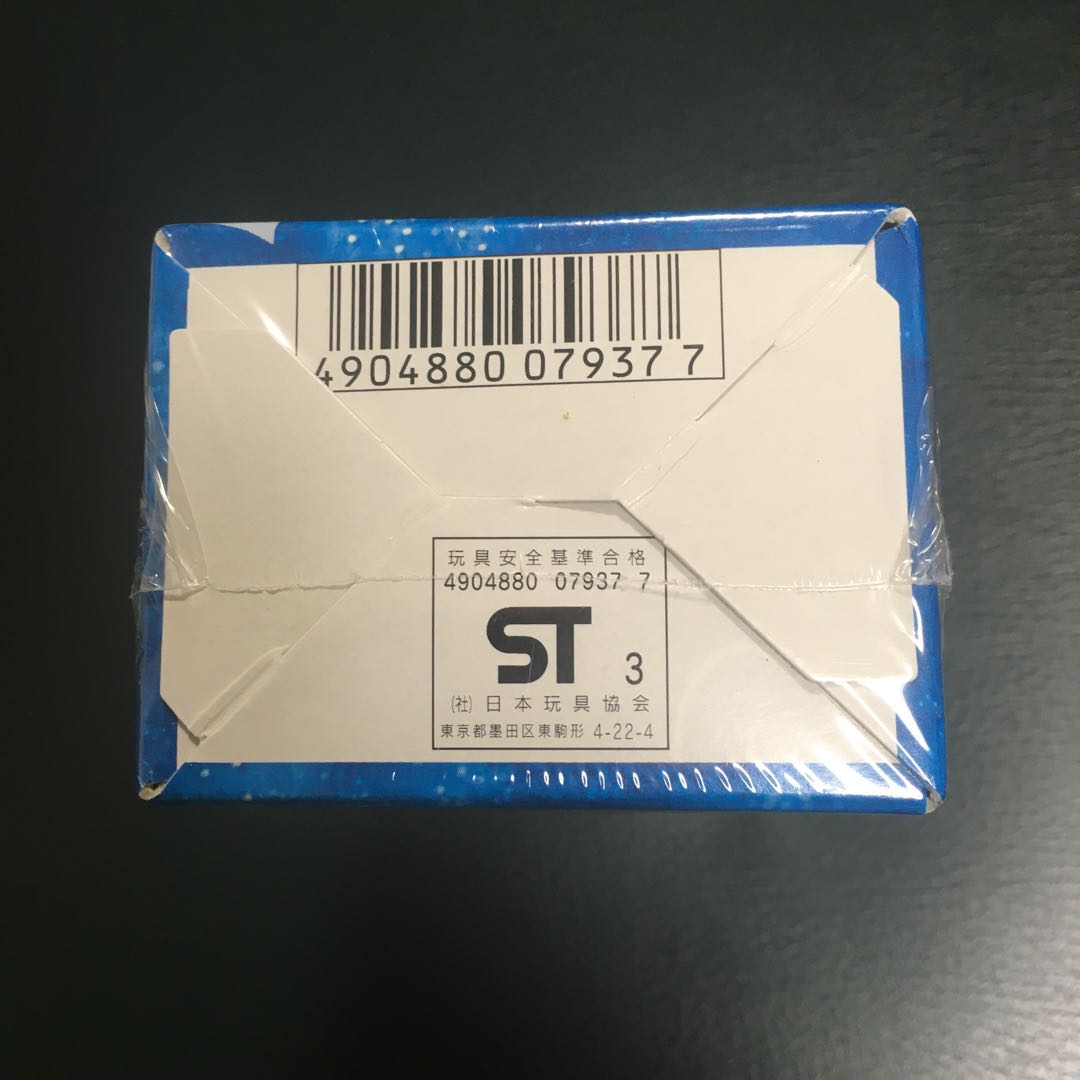 4904880 07937 7
玩具安全基準合格
4904880 07937 7
ST 3
(社) 日本玩具協会
東京都墨田区東駒形 4-22-4